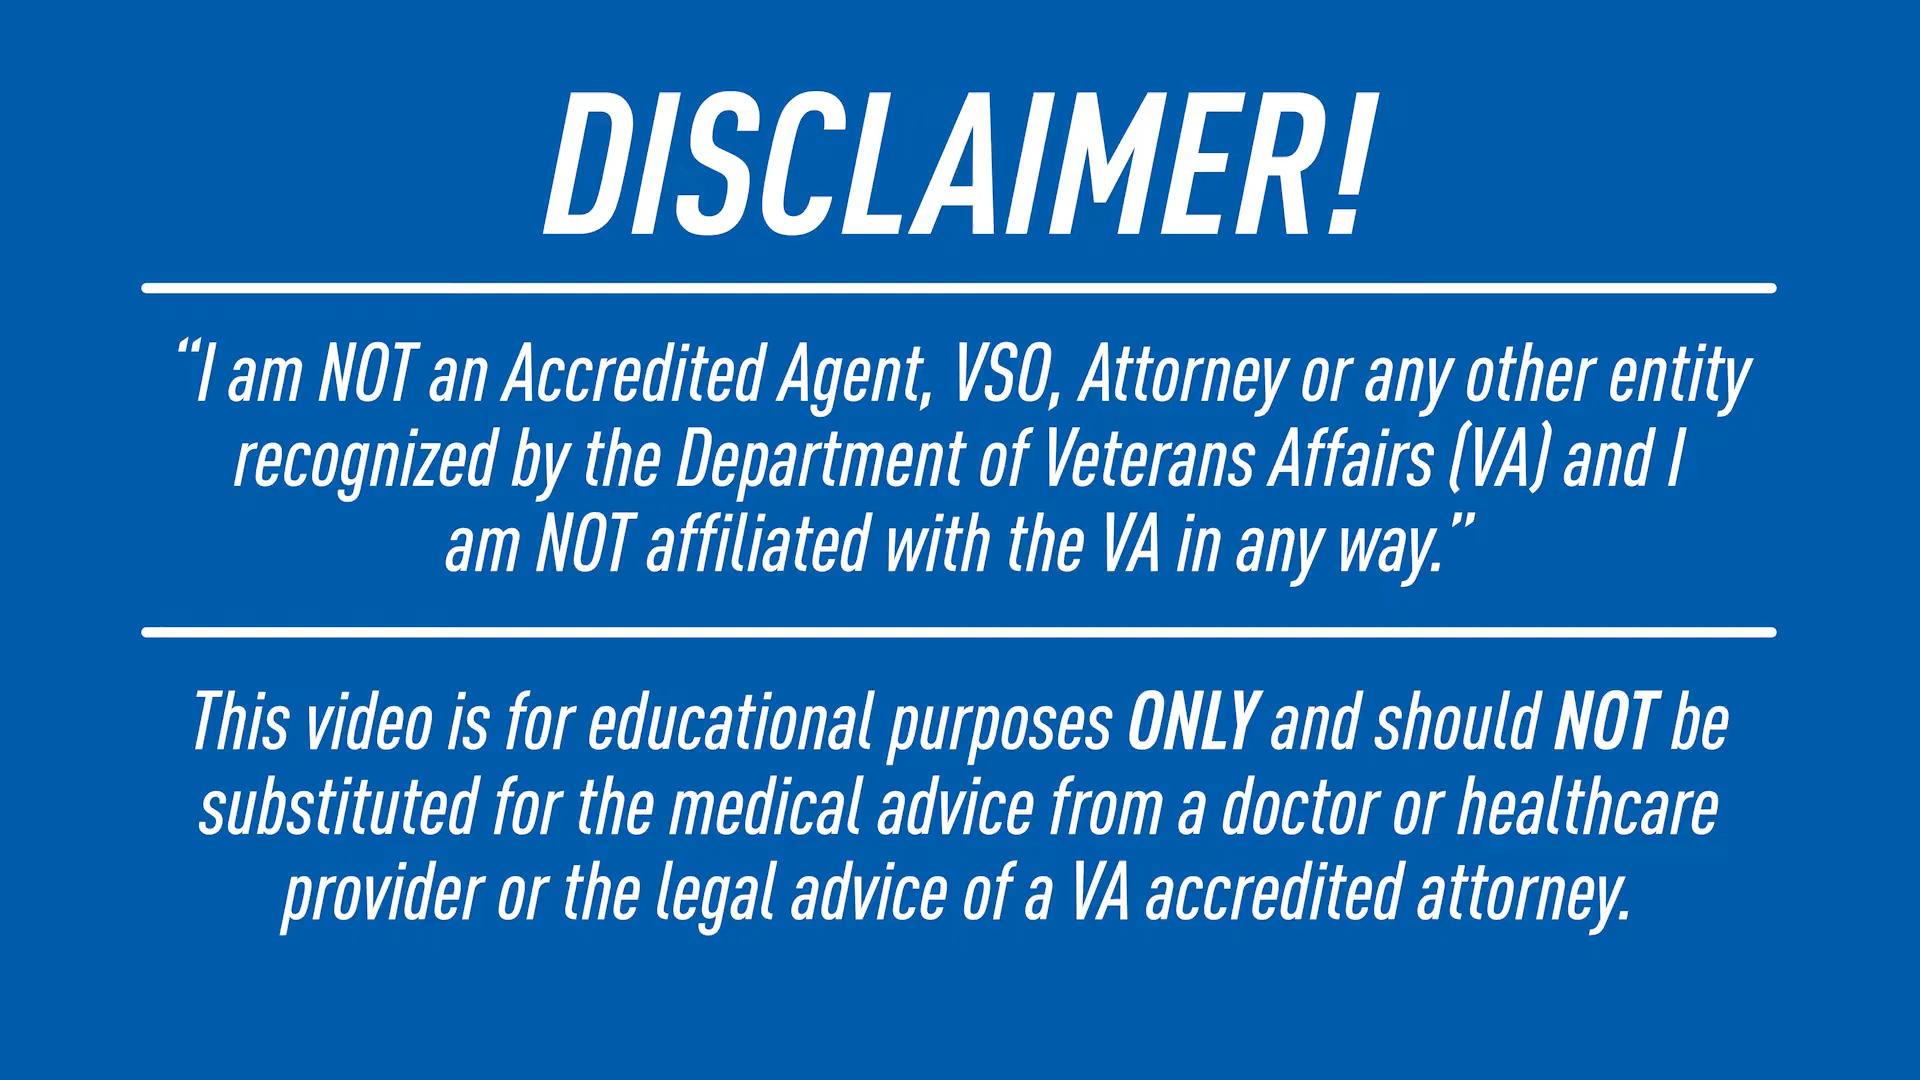 DISCLAIMER!
“I am NOT an Accredited Agent, VSO, Attorney or any other entity
recognized by the Department of Veterans Affairs (VA) and I
am NOT affiliated with the VA in any way.”
This video is for educational purposes ONLY and should NOT be
substituted for the medical advice from a doctor or healthcare
provider or the legal advice of a VA accredited attorney.